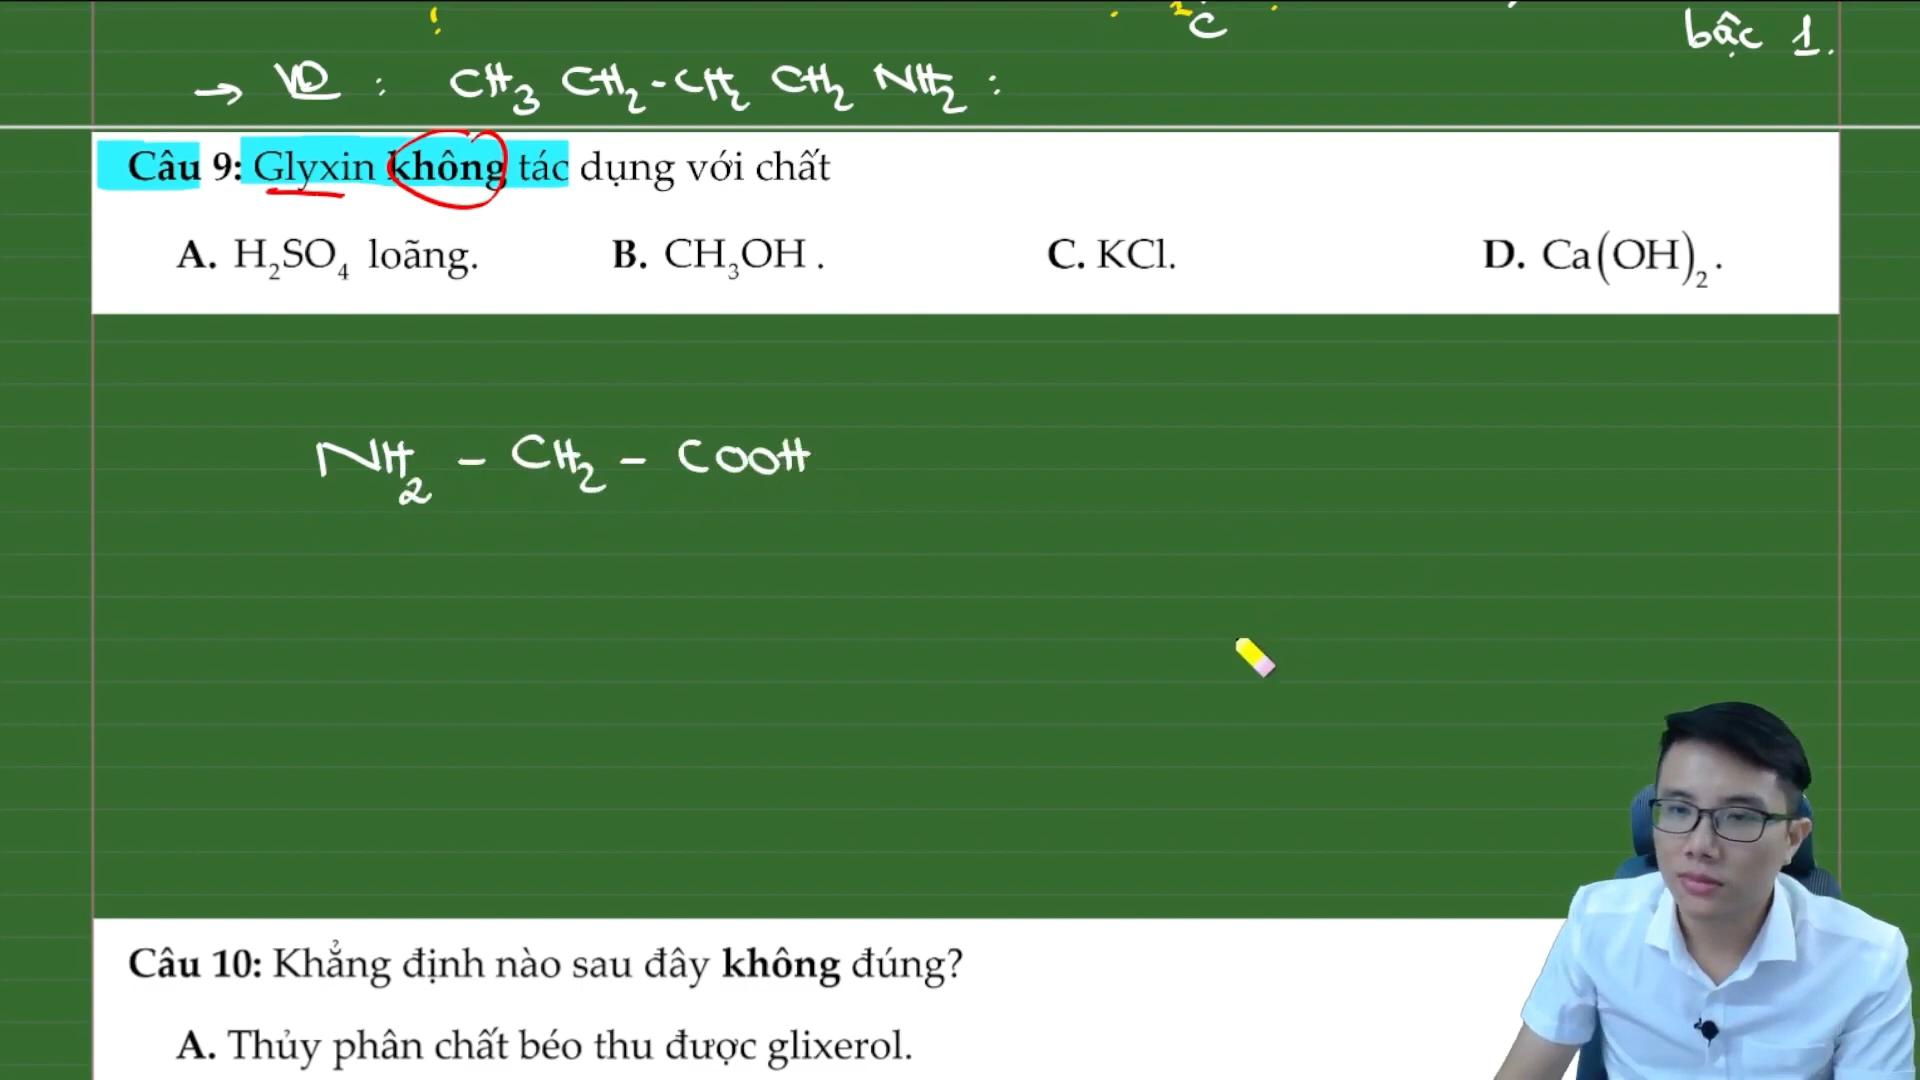 bậc 1.
→ VD : CH3 CH2-CH2 CH2 NH2 :
Câu 9: Glyxin không tác dụng với chất
A. H₂SO₄ loãng. B. CH₃OH . C. KCl. D. Ca(OH)₂.
NH2 - CH2 - COOH
Câu 10: Khẳng định nào sau đây không đúng?
A. Thủy phân chất béo thu được glixerol.